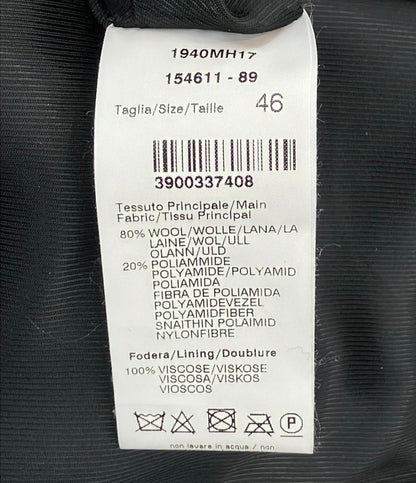 1940MH17
154611 - 89
Taglia/Size/Taille 46
3900337408
Tessuto Principale/Main
Fabric/Tissu Principal
80% WOOL/WOLLE/LANA/LA
LAINE/WOL/ULL
OLANN/ULD
20% POLIAMMIDE
POLYAMIDE/POLYAMID
POLIAMIDA
FIBRA DE POLIAMIDA
POLYAMIDEVEZEL
POLYAMIDFIBER
SNAITHIN POLAIMID
NYLONFIBRE
Fodera/Lining/Doublure
100% VISCOSE/VISKOSE
VISCOSA/VISKOS
VIOSCOS
P
non lavare in acqua / non